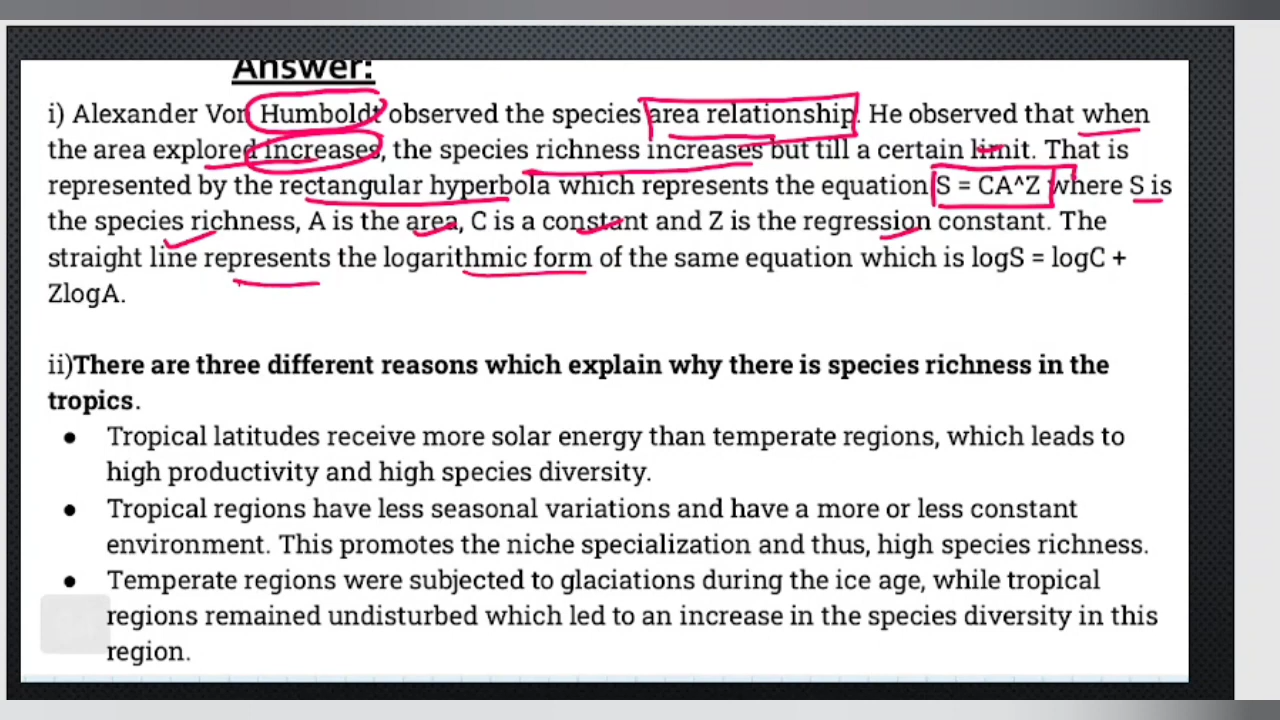 Answer:
i) Alexander Von Humboldt observed the species area relationship. He observed that when
the area explored increases, the species richness increases but till a certain limit. That is
represented by the rectangular hyperbola which represents the equation S = CA^Z where S is
the species richness, A is the area, C is a constant and Z is the regression constant. The
straight line represents the logarithmic form of the same equation which is logS = logC +
ZlogA.
ii)There are three different reasons which explain why there is species richness in the
tropics.
● Tropical latitudes receive more solar energy than temperate regions, which leads to
high productivity and high species diversity.
● Tropical regions have less seasonal variations and have a more or less constant
environment. This promotes the niche specialization and thus, high species richness.
● Temperate regions were subjected to glaciations during the ice age, while tropical
regions remained undisturbed which led to an increase in the species diversity in this
region.